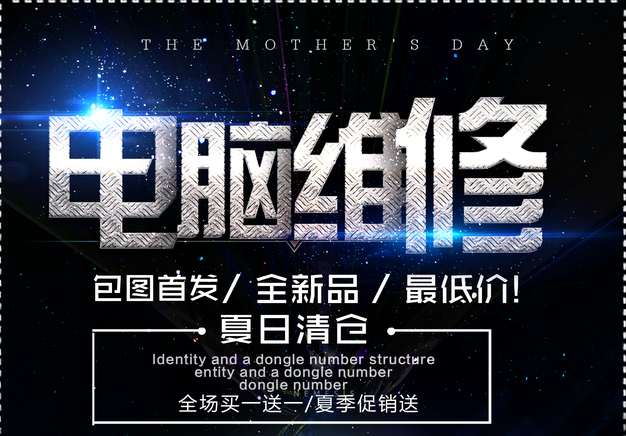 THE MOTHER'S DAY
电脑维修
包图首发/ 全新品 / 最低价!
夏日清仓
Identity and a dongle number structure
entity and a dongle number
dongle number
全场买一送一/夏季促销送